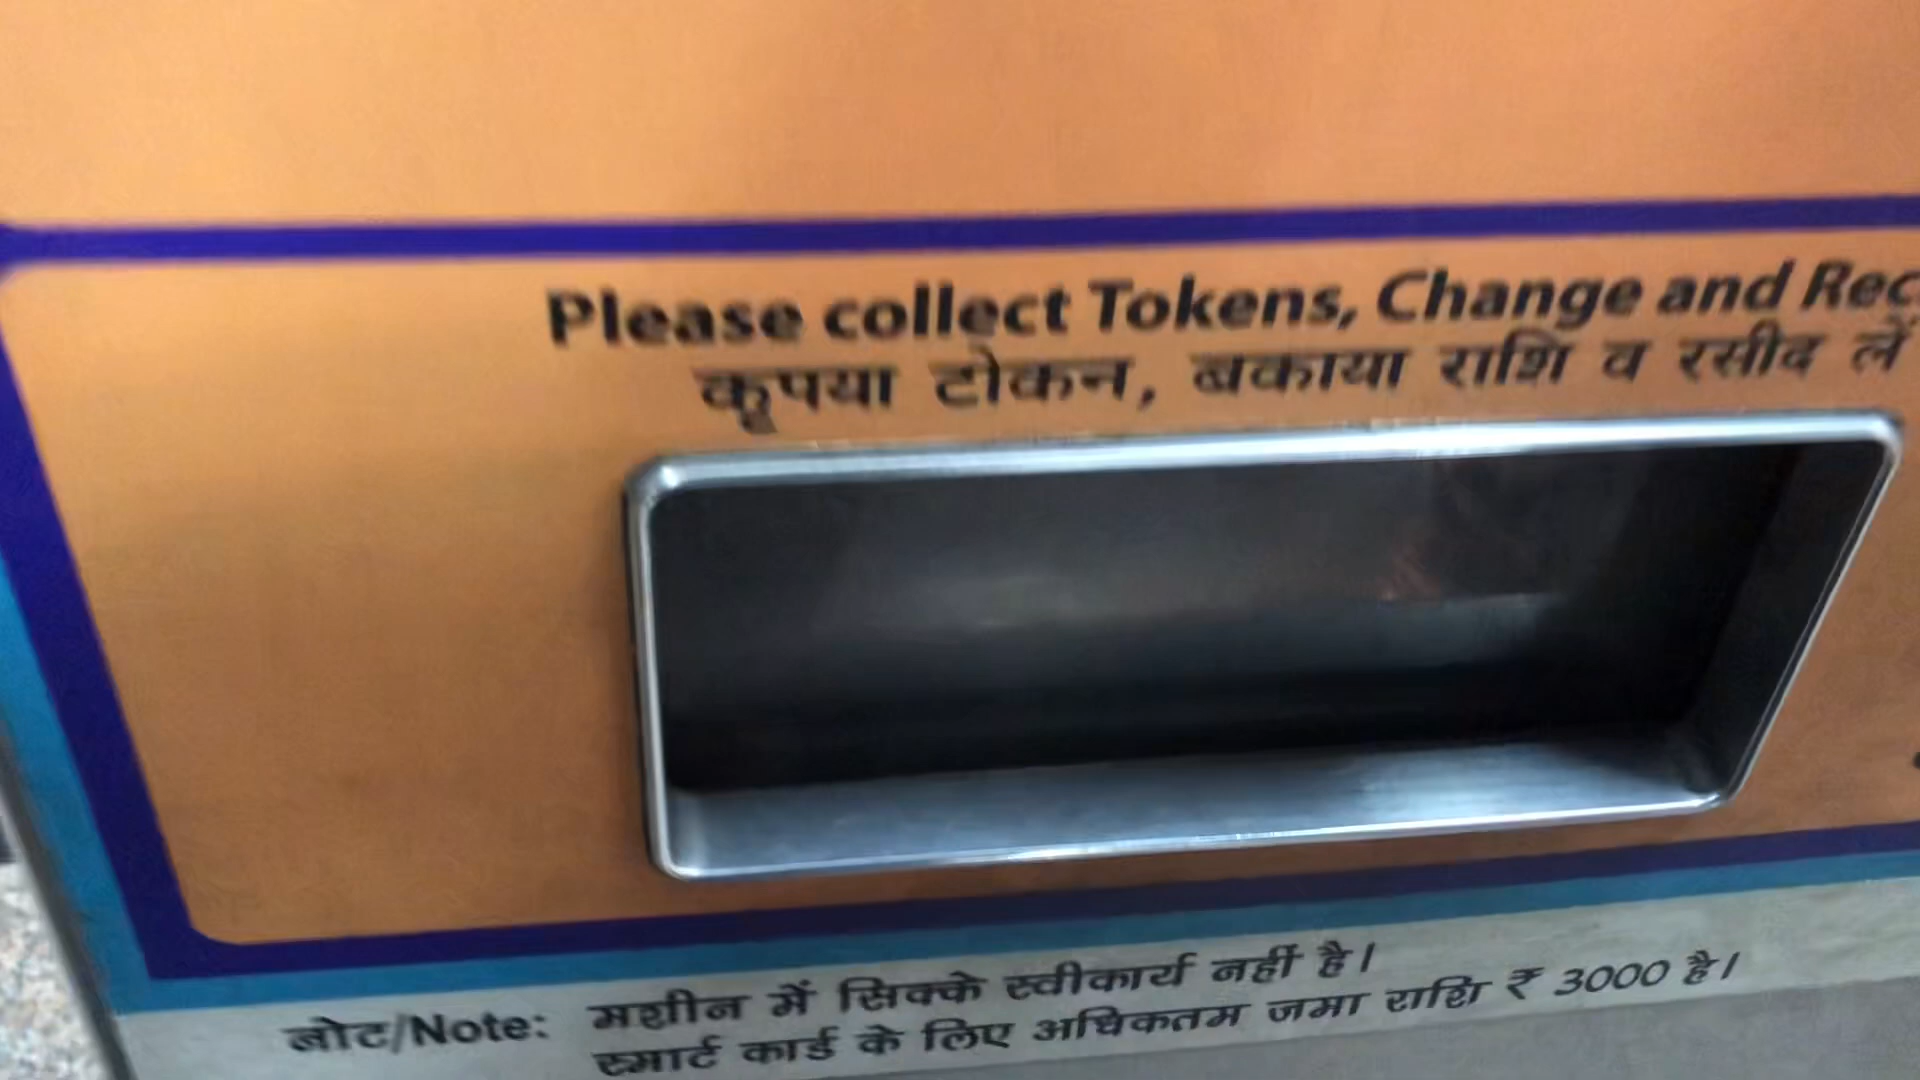 Please collect Tokens, Change and Rec
कृपया टोकन, बकाया राशि व रसीद लें
नोट/Note: मशीन में सिक्के स्वीकार्य नहीं है।
स्मार्ट कार्ड के लिए अधिकतम जमा राशि ₹ 3000 है।